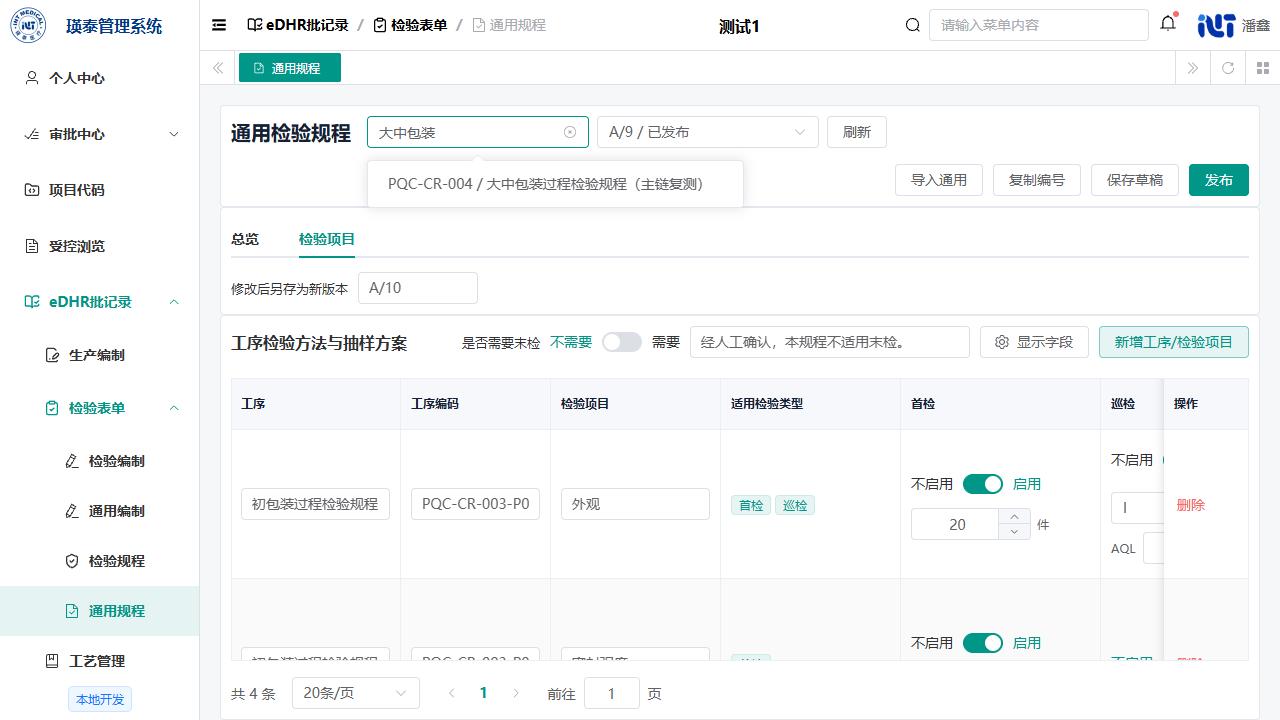 瑛泰管理系统
eDHR批记录 / 检验表单 / 通用规程
测试1
请输入菜单内容
潘鑫
个人中心
审批中心
项目代码
受控浏览
eDHR批记录
生产编制
检验表单
检验编制
通用编制
检验规程
通用规程
工艺管理
本地开发
通用规程
通用检验规程
大中包装
A/9 / 已发布
刷新
PQC-CR-004 / 大中包装过程检验规程（主链复测）
导入通用
复制编号
保存草稿
发布
总览
检验项目
修改后另存为新版本
A/10
工序检验方法与抽样方案
是否需要末检 不需要 需要
经人工确认，本规程不适用末检。
显示字段
新增工序/检验项目
工序 工序编码 检验项目 适用检验类型 首检 巡检 操作
初包装过程检验规程 PQC-CR-003-P0 外观 首检 巡检
不启用 启用
20 件
不启用
I
AQL
删除
不启用 启用
共 4 条 20条/页 1 前往 1 页